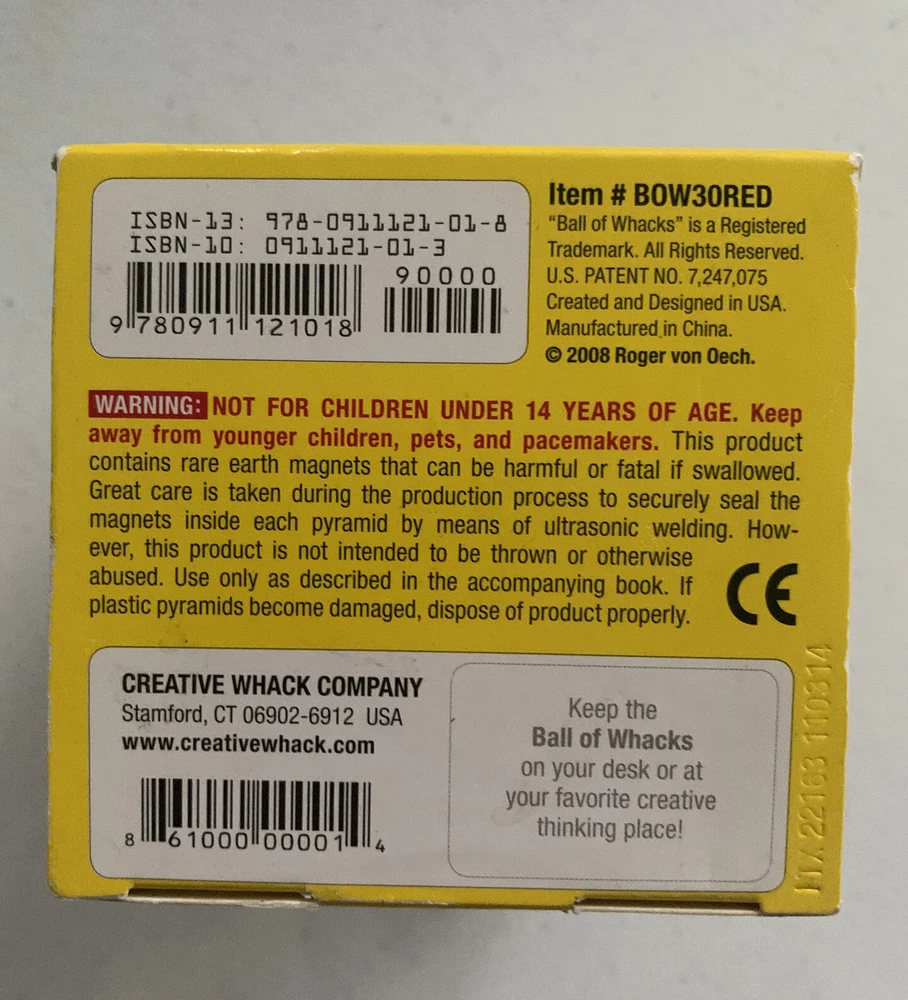 ISBN-13: 978-0911121-01-8
ISBN-10: 0911121-01-3
90000
9 780911 121018
Item # BOW30RED
“Ball of Whacks” is a Registered
Trademark. All Rights Reserved.
U.S. PATENT NO. 7,247,075
Created and Designed in USA.
Manufactured in China.
© 2008 Roger von Oech.
WARNING: NOT FOR CHILDREN UNDER 14 YEARS OF AGE. Keep
away from younger children, pets, and pacemakers. This product
contains rare earth magnets that can be harmful or fatal if swallowed.
Great care is taken during the production process to securely seal the
magnets inside each pyramid by means of ultrasonic welding. How-
ever, this product is not intended to be thrown or otherwise
abused. Use only as described in the accompanying book. If
plastic pyramids become damaged, dispose of product properly.
CE
CREATIVE WHACK COMPANY
Stamford, CT 06902-6912 USA
www.creativewhack.com
8 61000 00001 4
Keep the
Ball of Whacks
on your desk or at
your favorite creative
thinking place!
22163 110314